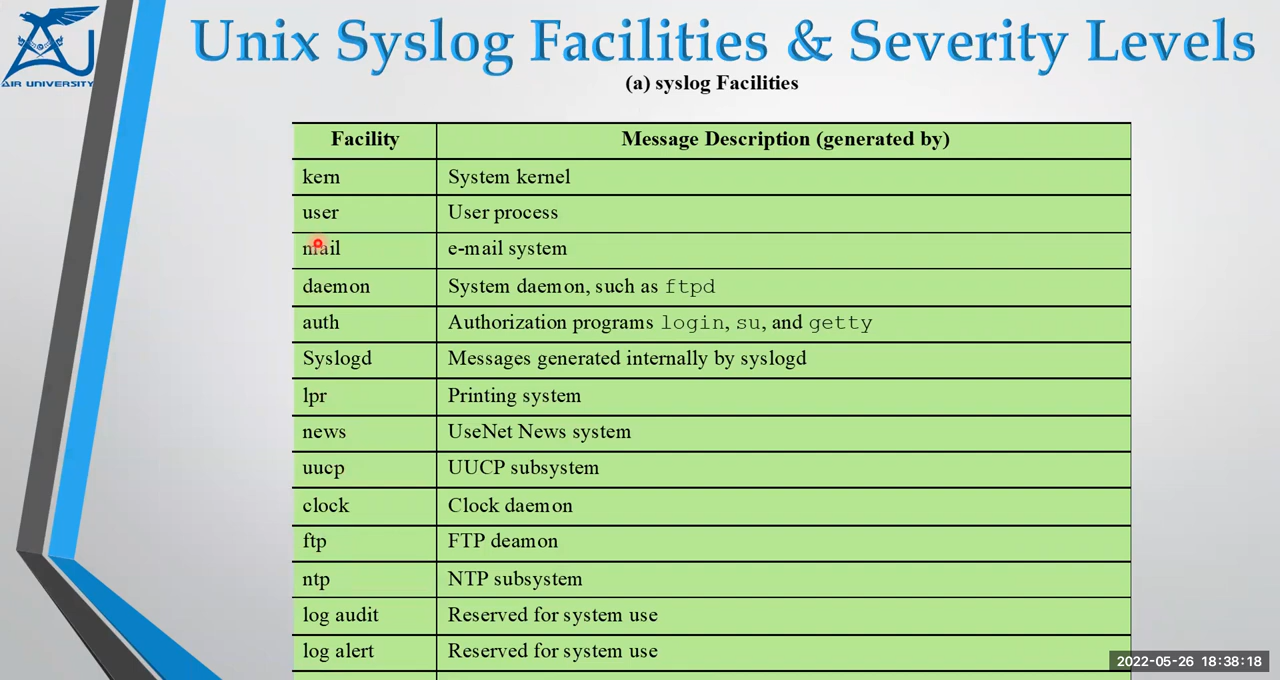 AIR UNIVERSITY
Unix Syslog Facilities & Severity Levels
(a) syslog Facilities
Facility Message Description (generated by)
kern System kernel
user User process
mail e-mail system
daemon System daemon, such as ftpd
auth Authorization programs login, su, and getty
Syslogd Messages generated internally by syslogd
lpr Printing system
news UseNet News system
uucp UUCP subsystem
clock Clock daemon
ftp FTP deamon
ntp NTP subsystem
log audit Reserved for system use
log alert Reserved for system use
2022-05-26 18:38:18